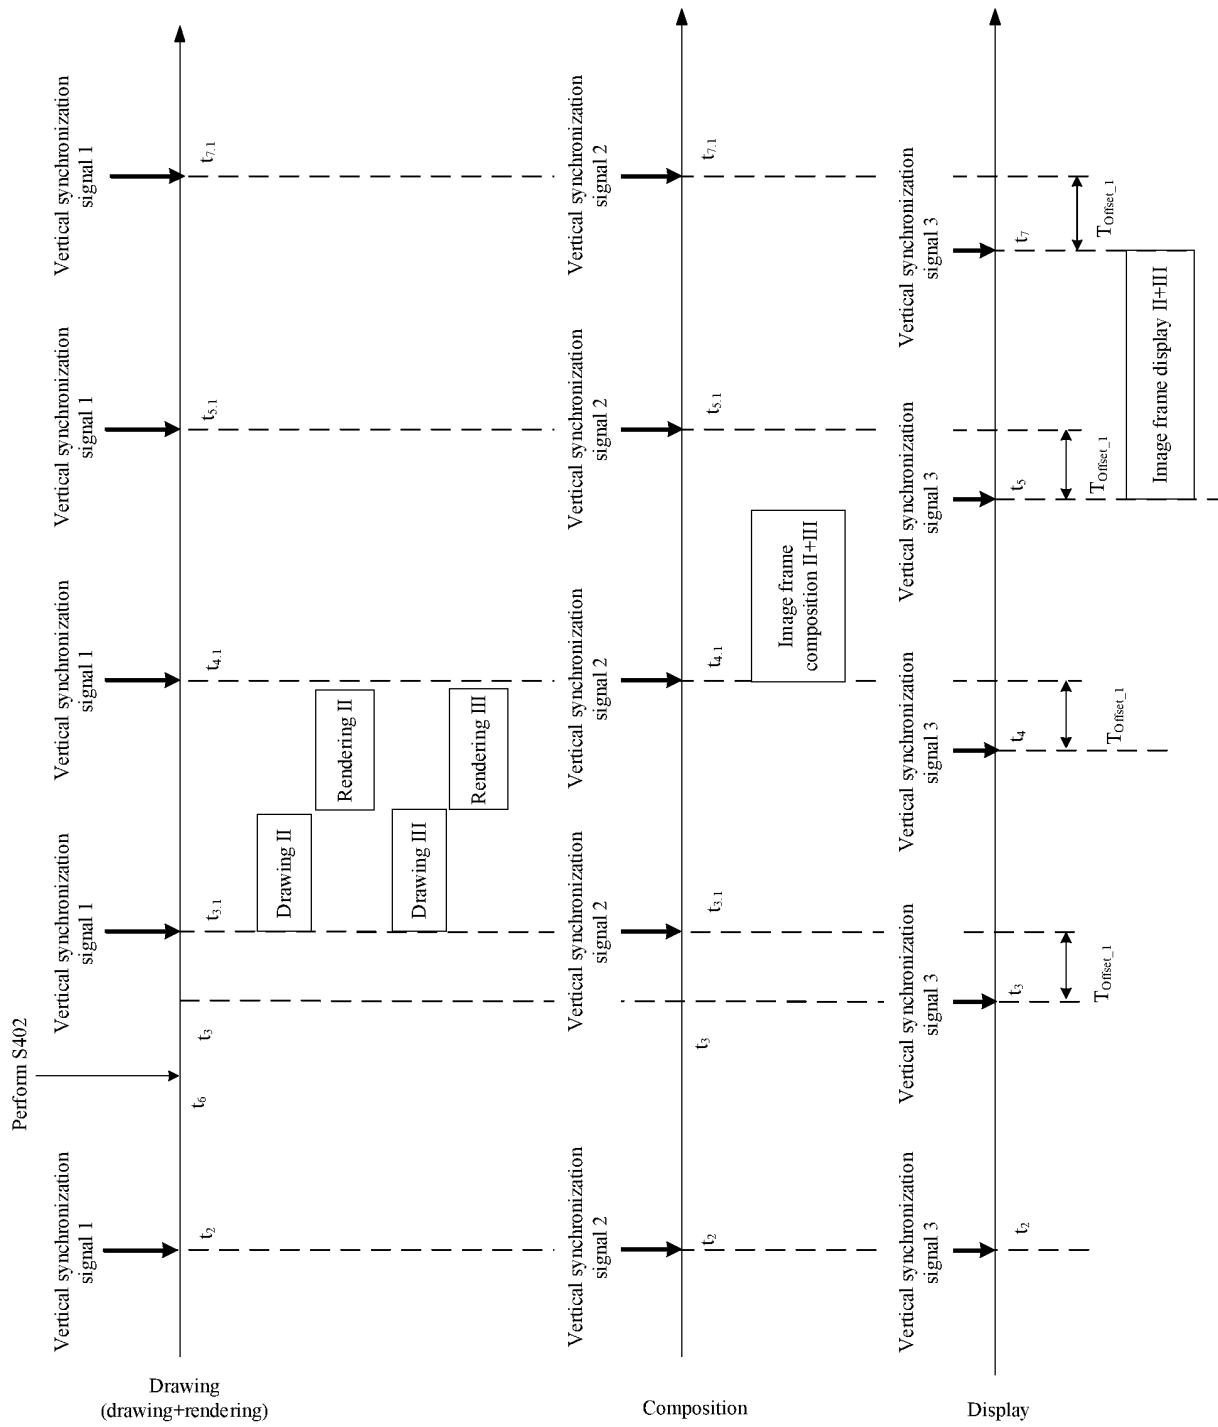 Vertical synchronization
signal 1
t7.1
Vertical synchronization
signal 1
t5.1
Vertical synchronization
signal 1
t4.1
Vertical synchronization
signal 1
t3.1
Rendering II
Rendering III
Drawing II
Drawing III
t3
Perform S402
t6
Vertical synchronization
signal 1
t2
Drawing
(drawing+rendering)
Vertical synchronization
signal 2
t7.1
Vertical synchronization
signal 2
t5.1
Image frame
composition II+III
Vertical synchronization
signal 2
t4.1
Vertical synchronization
signal 2
t3.1
t3
Vertical synchronization
signal 2
t2
Composition
Vertical synchronization
signal 3
t7
TOffset_1
Image frame display II+III
Vertical synchronization
signal 3
t5
TOffset_1
Vertical synchronization
signal 3
t4
TOffset_1
Vertical synchronization
signal 3
t3
TOffset_1
Vertical synchronization
signal 3
t2
Display